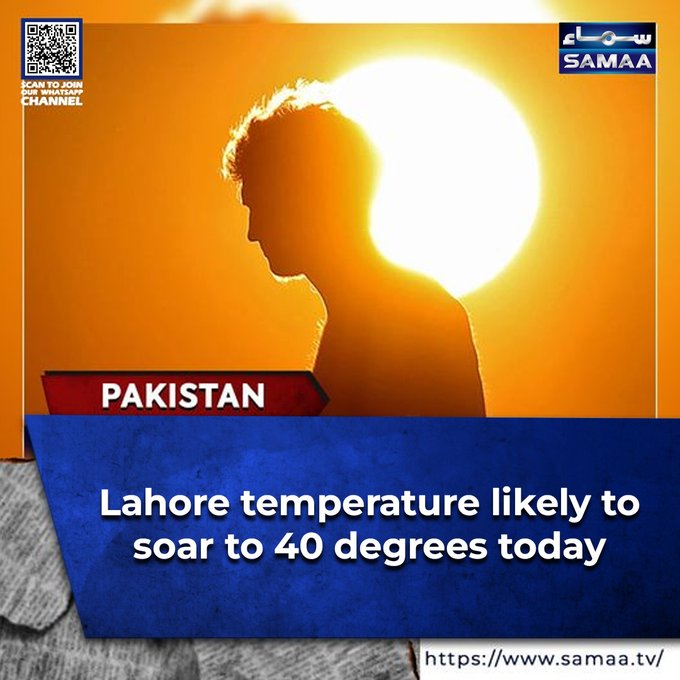 SCAN TO JOIN
OUR WHATSAPP
CHANNEL
سماء
SAMAA
PAKISTAN
Lahore temperature likely to
soar to 40 degrees today
https://www.samaa.tv/